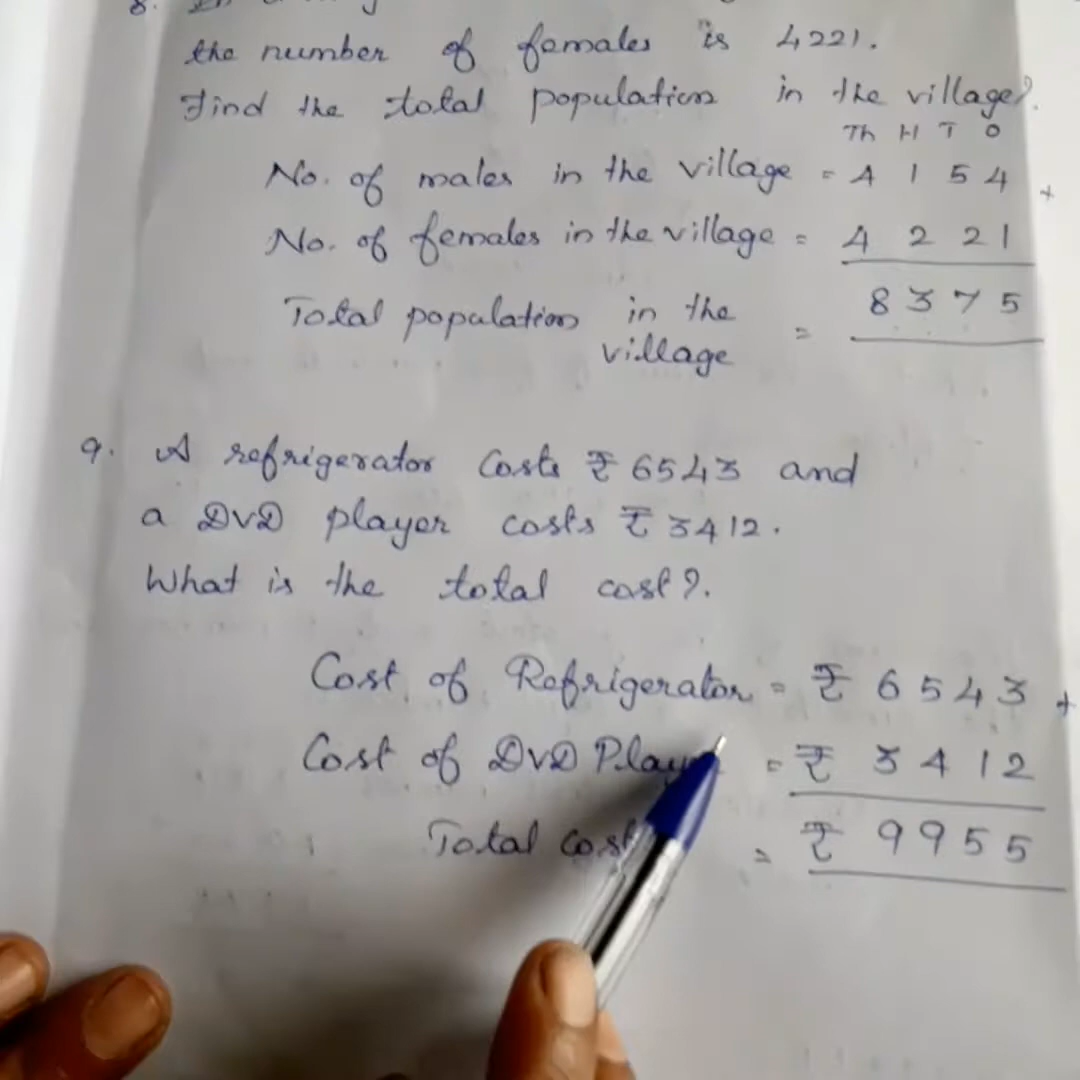 8.
the number of females is 4221.
Find the total population in the village?.
Th H T O
No. of males in the village = 4 1 5 4 +
No. of females in the village = 4 2 2 1
Total population in the
village = 8 3 7 5
9. A refrigerator costs ₹ 6543 and
a DVD player costs ₹ 3412.
What is the total cost?.
Cost of Refrigerator = ₹ 6 5 4 3 +
Cost of DVD Player = ₹ 3 4 1 2
Total cost = ₹ 9 9 5 5